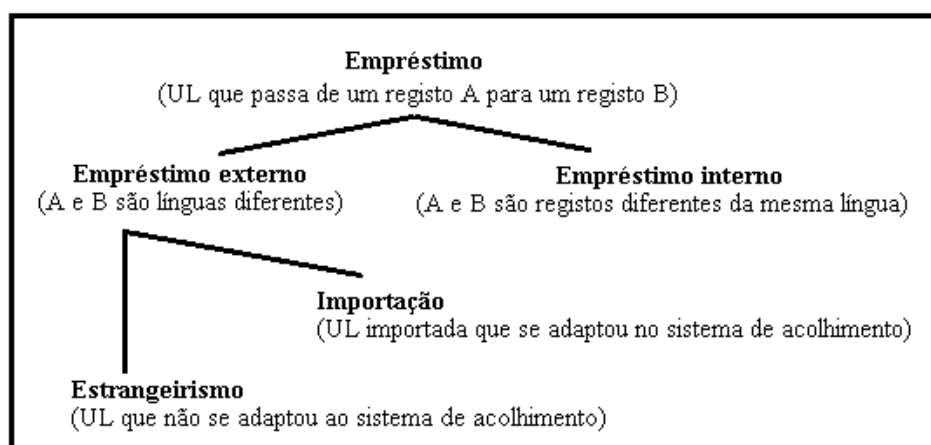 Empréstimo
(UL que passa de um registo A para um registo B)
Empréstimo externo
(A e B são línguas diferentes)
Empréstimo interno
(A e B são registos diferentes da mesma língua)
Importação
(UL importada que se adaptou no sistema de acolhimento)
Estrangeirismo
(UL que não se adaptou ao sistema de acolhimento)